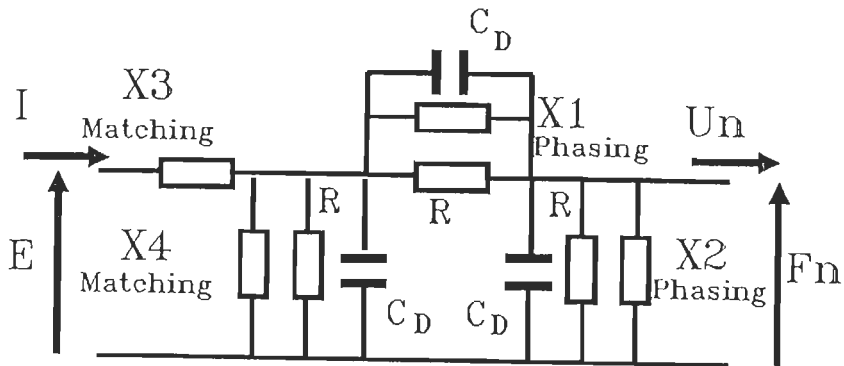 C_D
X3
Matching
I
X1
Phasing
Un
R
R
R
E
X4
Matching
X2
Phasing
Fn
C_D
C_D